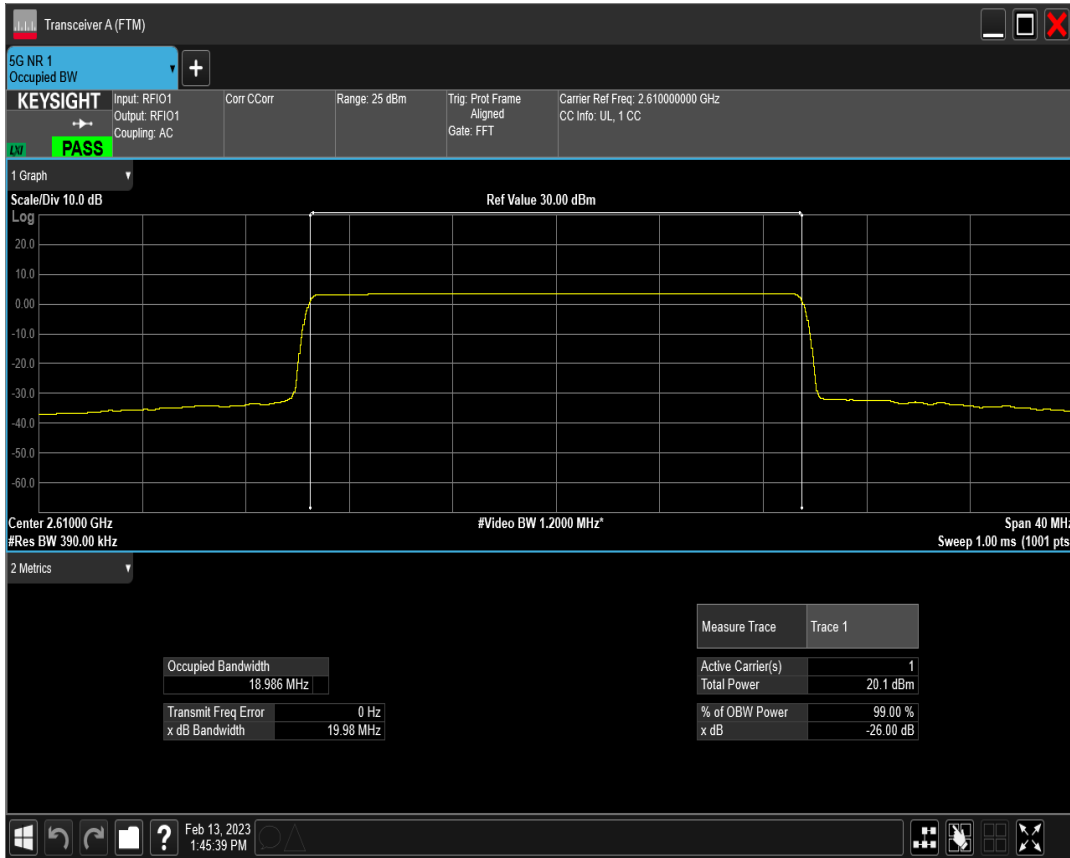 Transceiver A (FTM)
5G NR 1
Occupied BW
+
KEYSIGHT
LXI
PASS
Input: RFIO1
Output: RFIO1
Coupling: AC
Corr CCorr
Range: 25 dBm
Trig: Prot Frame
Aligned
Gate: FFT
Carrier Ref Freq: 2.610000000 GHz
CC Info: UL, 1 CC
1 Graph
Scale/Div 10.0 dB
Ref Value 30.00 dBm
Log
20.0
10.0
0.00
-10.0
-20.0
-30.0
-40.0
-50.0
-60.0
Center 2.61000 GHz
#Video BW 1.2000 MHz*
Span 40 MHz
#Res BW 390.00 kHz
Sweep 1.00 ms (1001 pts
2 Metrics
Measure Trace Trace 1
Occupied Bandwidth
18.986 MHz
Active Carrier(s) 1
Total Power 20.1 dBm
Transmit Freq Error 0 Hz
x dB Bandwidth 19.98 MHz
% of OBW Power 99.00 %
x dB -26.00 dB
?
Feb 13, 2023
1:45:39 PM